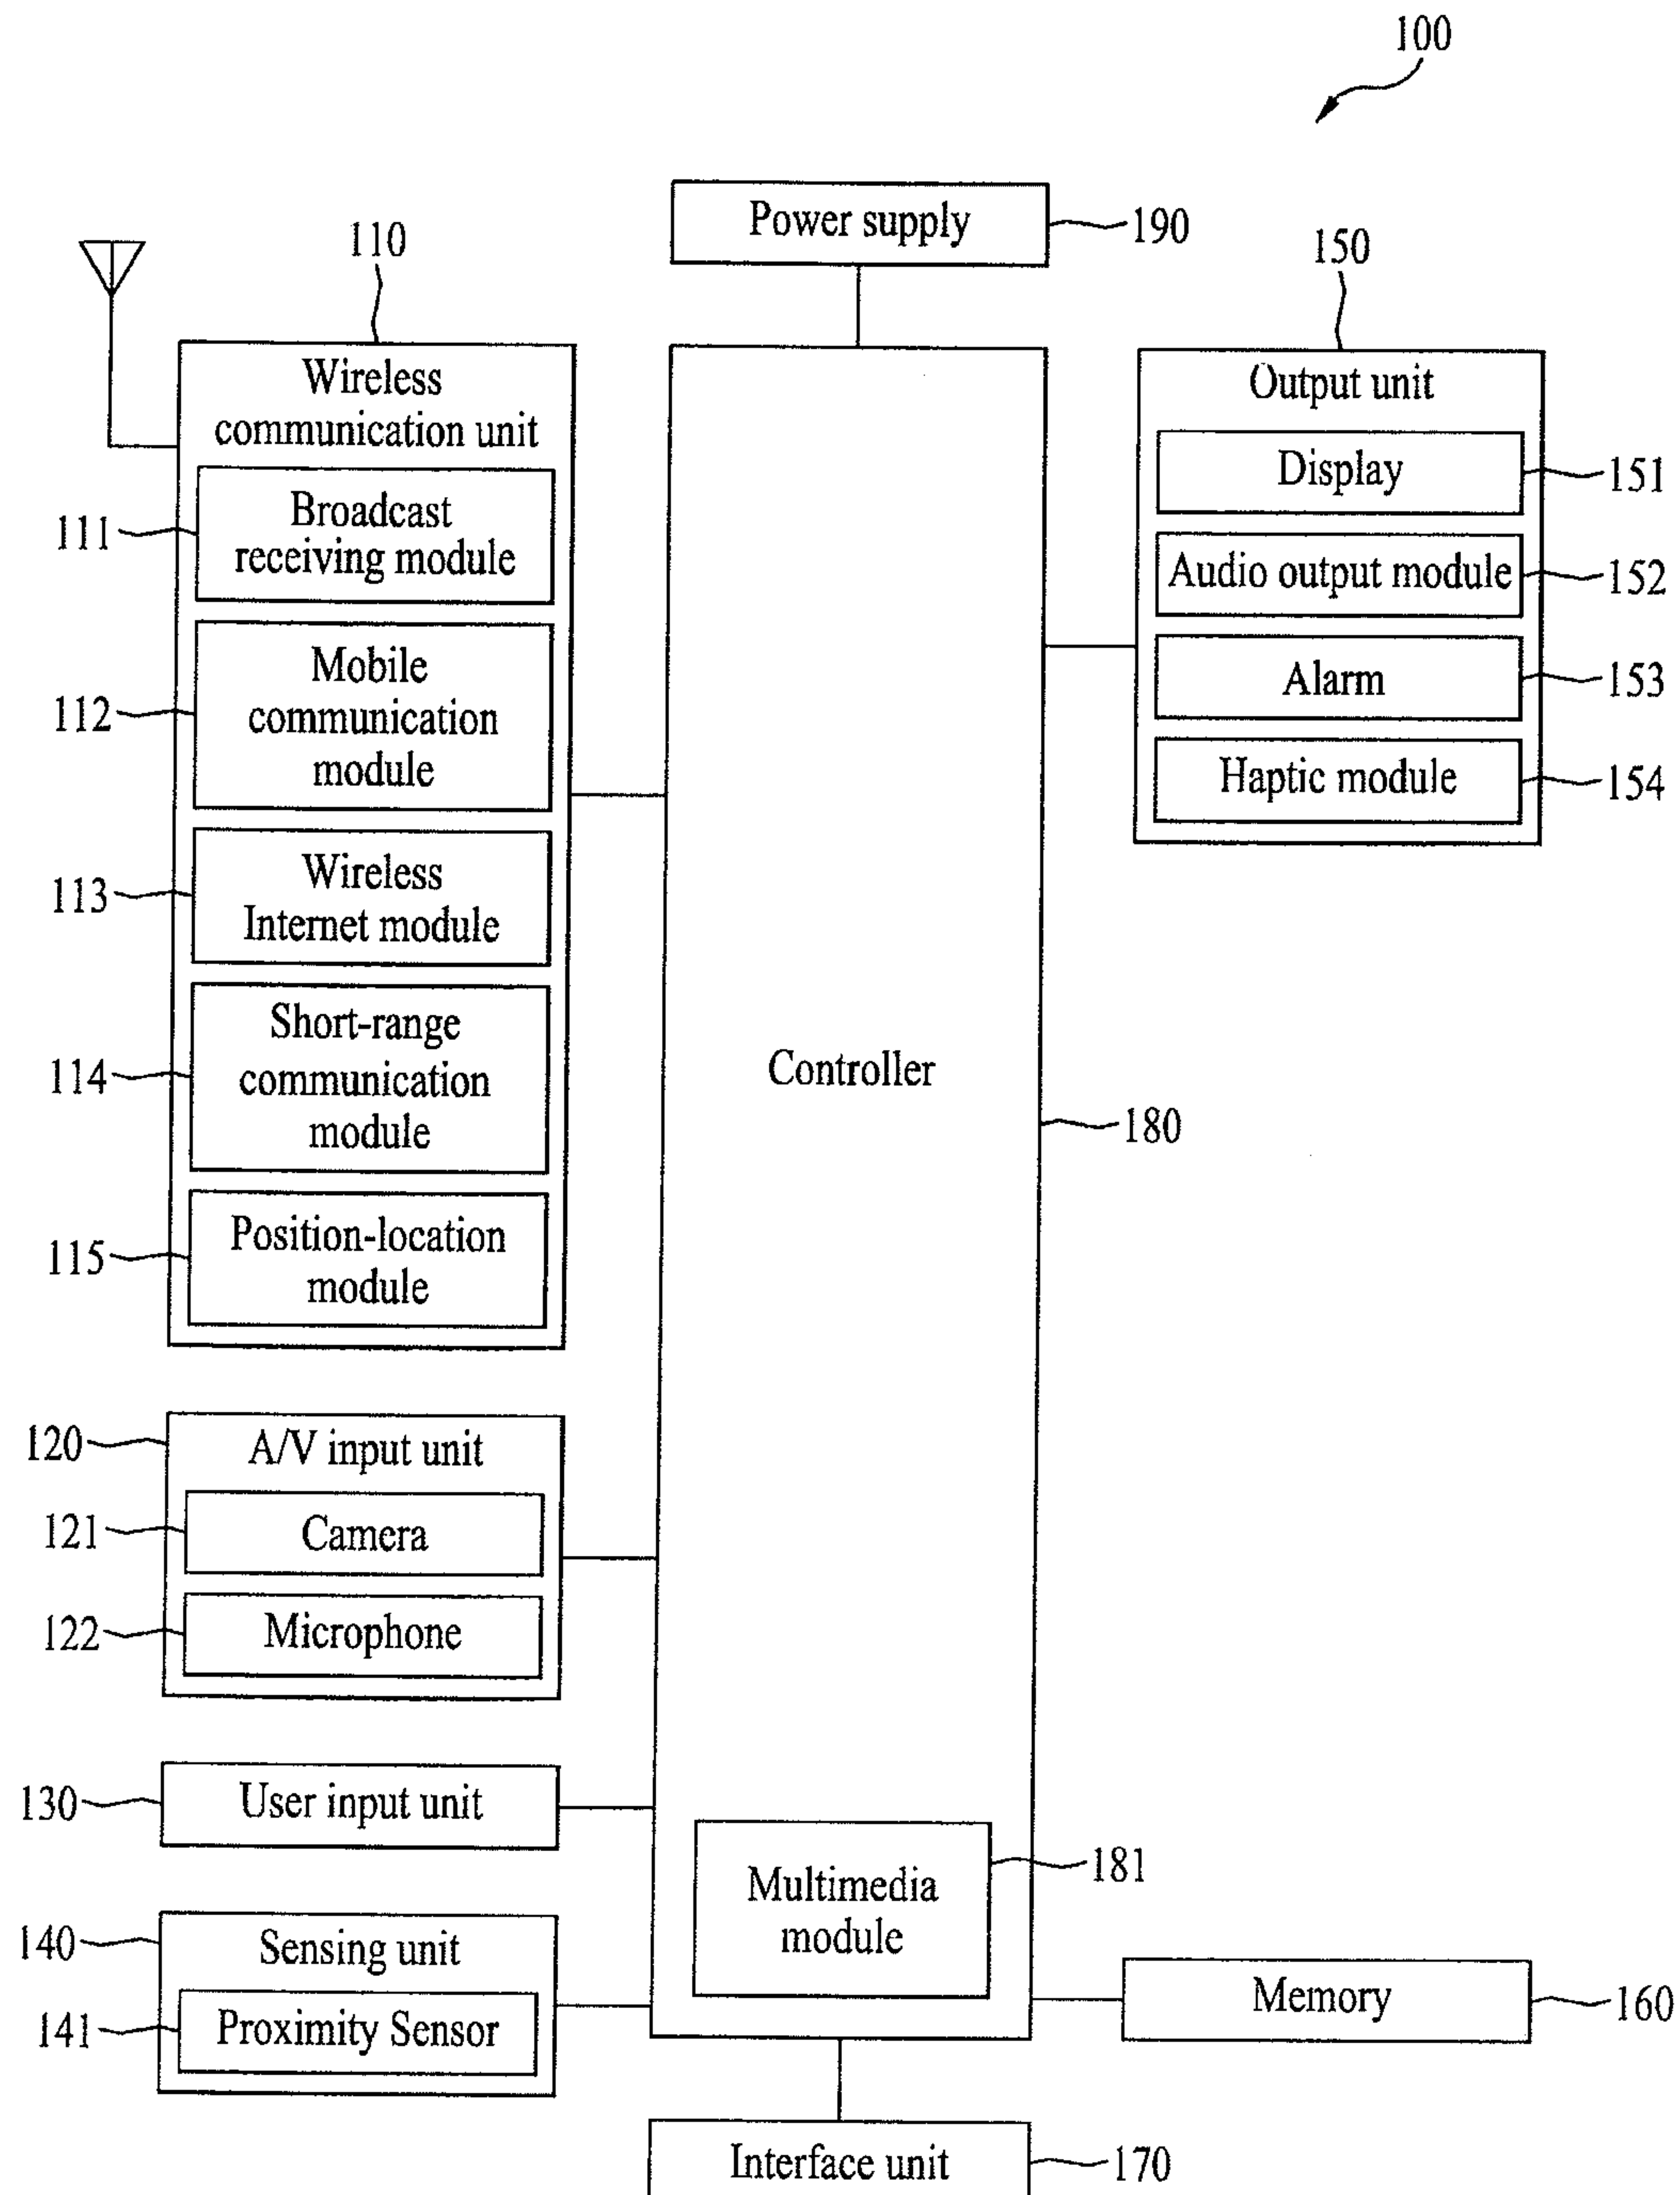 100
Power supply
190
110
150
Wireless
communication unit
Broadcast
receiving module
111
Mobile
communication
module
112
Wireless
Internet module
113
Short-range
communication
module
114
Position-location
module
115
Output unit
Display
151
Audio output module
152
Alarm
153
Haptic module
154
Controller
180
120
A/V input unit
121
Camera
122
Microphone
130
User input unit
Multimedia
module
181
140
Sensing unit
141
Proximity Sensor
Memory
160
Interface unit
170